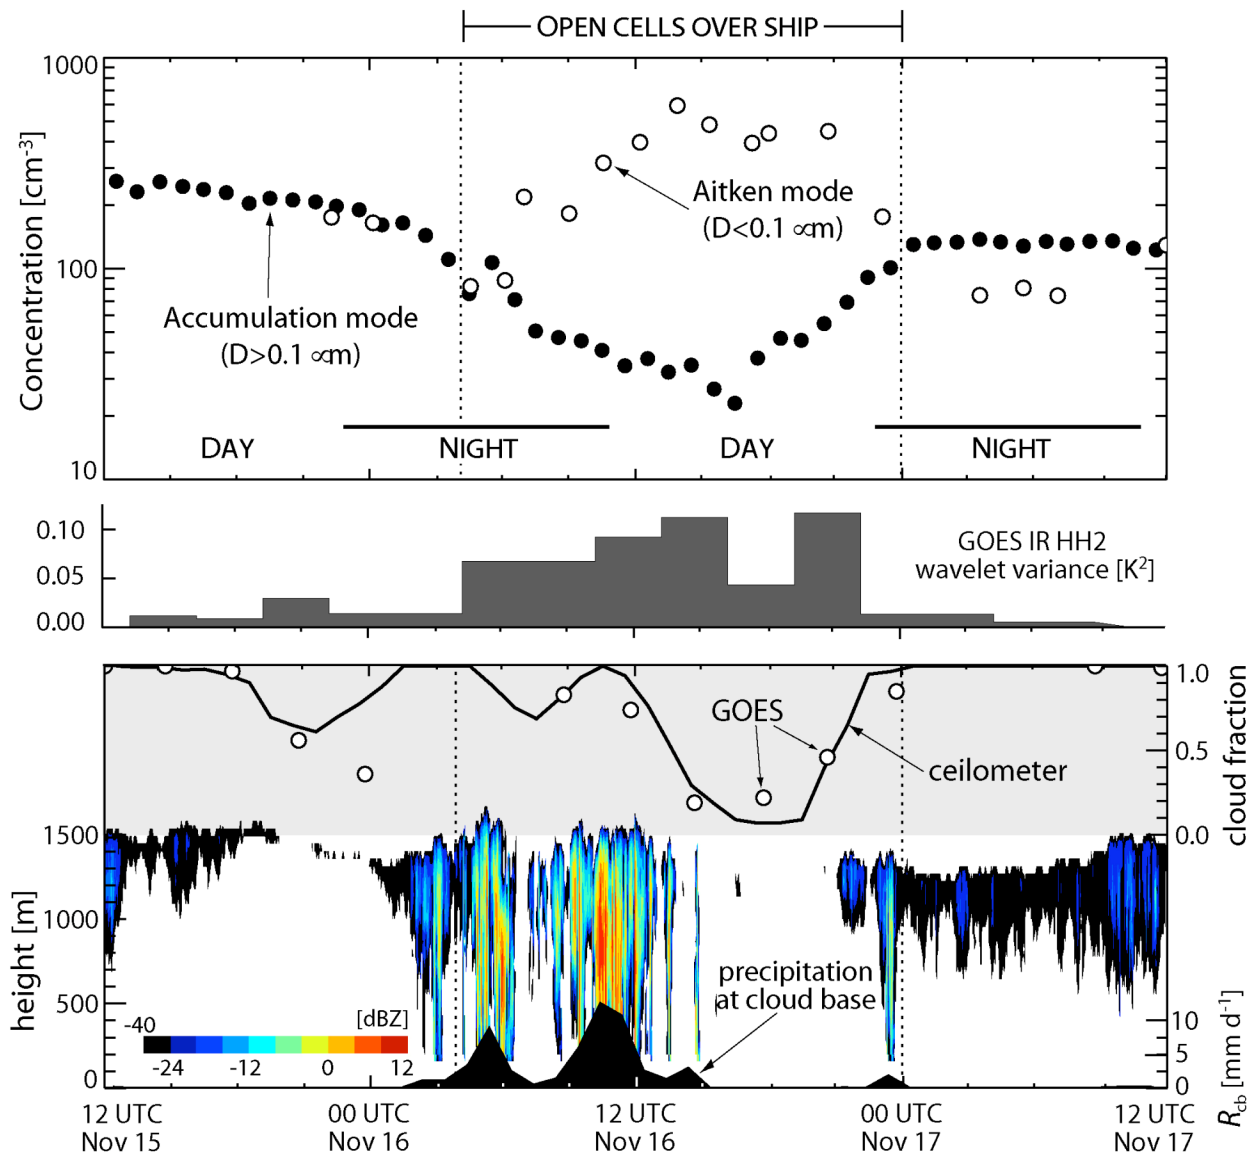 OPEN CELLS OVER SHIP
1000
Concentration [cm-3]
Aitken mode
(D<0.1 ∝m)
100
Accumulation mode
(D>0.1 ∝m)
DAY
NIGHT
DAY
NIGHT
10
0.10
GOES IR HH2
0.05
wavelet variance [K2]
0.00
1.0
GOES
0.5
ceilometer
cloud fraction
1500
0.0
height [m]
1000
precipitation
at cloud base
500
-40
[dBZ]
10
-24
-12
0
12
5
0
0
Rcb [mm d-1]
12 UTC
00 UTC
12 UTC
00 UTC
12 UTC
Nov 15
Nov 16
Nov 16
Nov 17
Nov 17